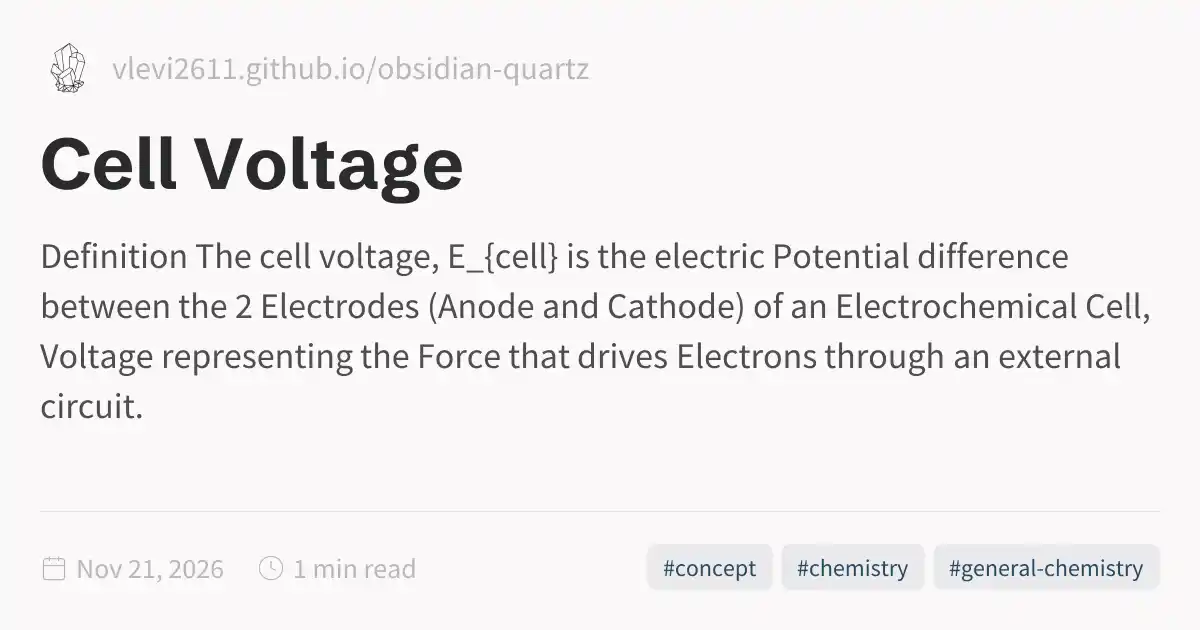 vlevi2611.github.io/obsidian-quartz
Cell Voltage
Definition The cell voltage, E_{cell} is the electric Potential difference
between the 2 Electrodes (Anode and Cathode) of an Electrochemical Cell,
Voltage representing the Force that drives Electrons through an external
circuit.
Nov 21, 2026 1 min read #concept #chemistry #general-chemistry